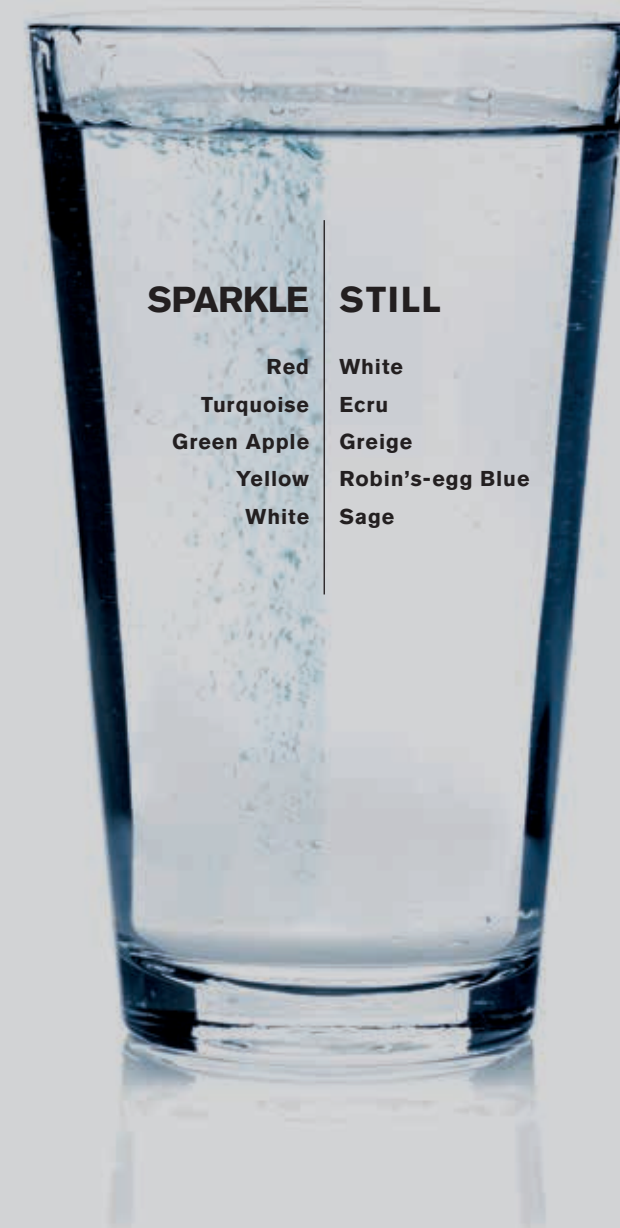 SPARKLE
Red
Turquoise
Green Apple
Yellow
White
STILL
White
Ecru
Greige
Robin’s-egg Blue
Sage